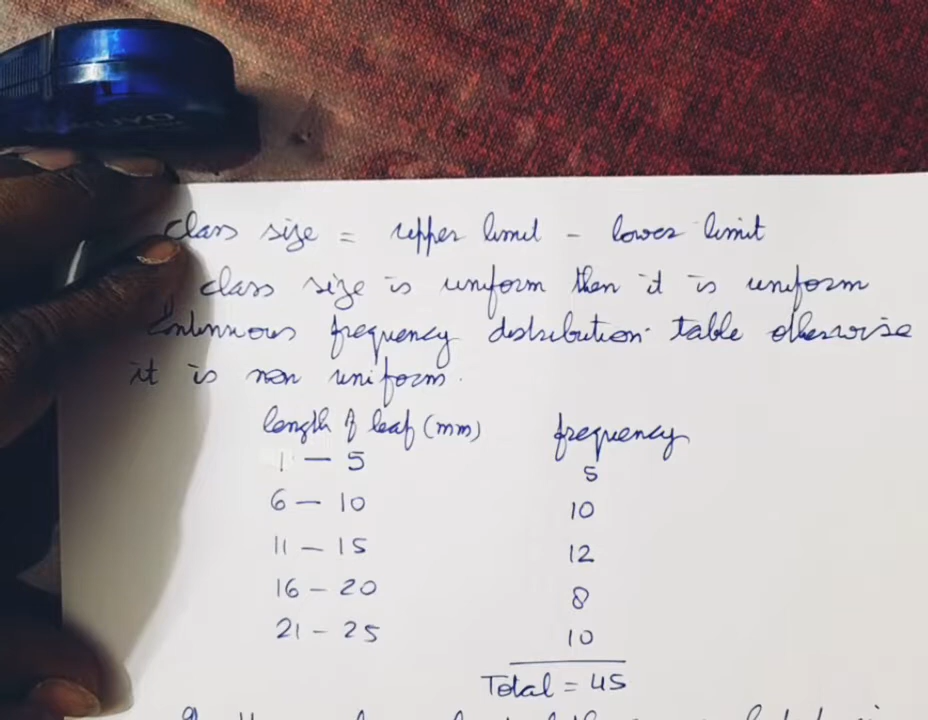 class size = upper limit - lower limit
class size is uniform then it is uniform
Continuous frequency distribution table otherwise
it is non uniform.
length of leaf (mm) frequency
1 - 5 5
6 - 10 10
11 - 15 12
16 - 20 8
21 - 25 10
Total = 45